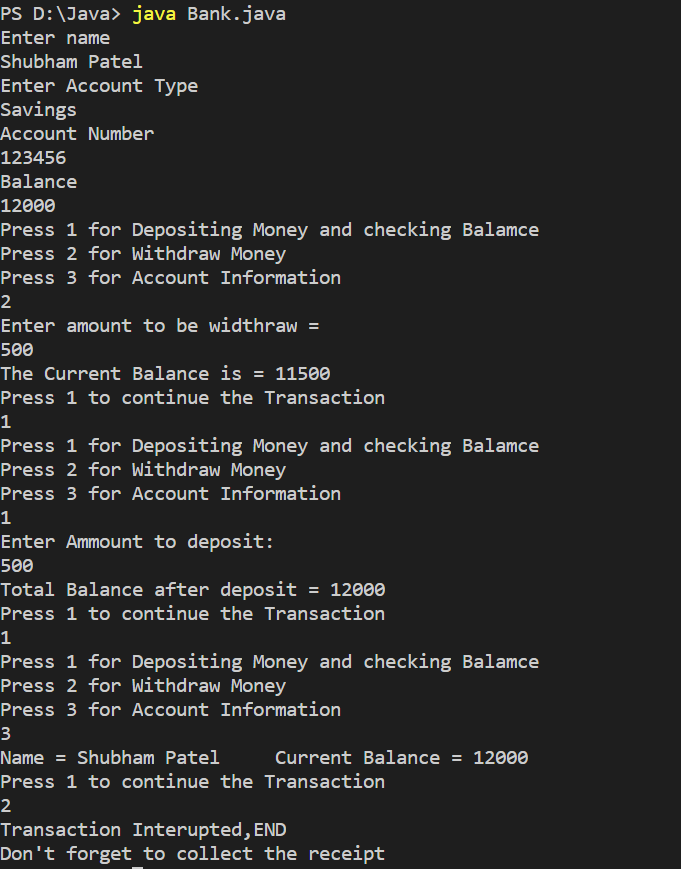 PS D:\Java> java Bank.java
Enter name
Shubham Patel
Enter Account Type
Savings
Account Number
123456
Balance
12000
Press 1 for Depositing Money and checking Balamce
Press 2 for Withdraw Money
Press 3 for Account Information
2
Enter amount to be widthraw =
500
The Current Balance is = 11500
Press 1 to continue the Transaction
1
Press 1 for Depositing Money and checking Balamce
Press 2 for Withdraw Money
Press 3 for Account Information
1
Enter Ammount to deposit:
500
Total Balance after deposit = 12000
Press 1 to continue the Transaction
1
Press 1 for Depositing Money and checking Balamce
Press 2 for Withdraw Money
Press 3 for Account Information
3
Name = Shubham Patel     Current Balance = 12000
Press 1 to continue the Transaction
2
Transaction Interupted,END
Don't forget to collect the receipt